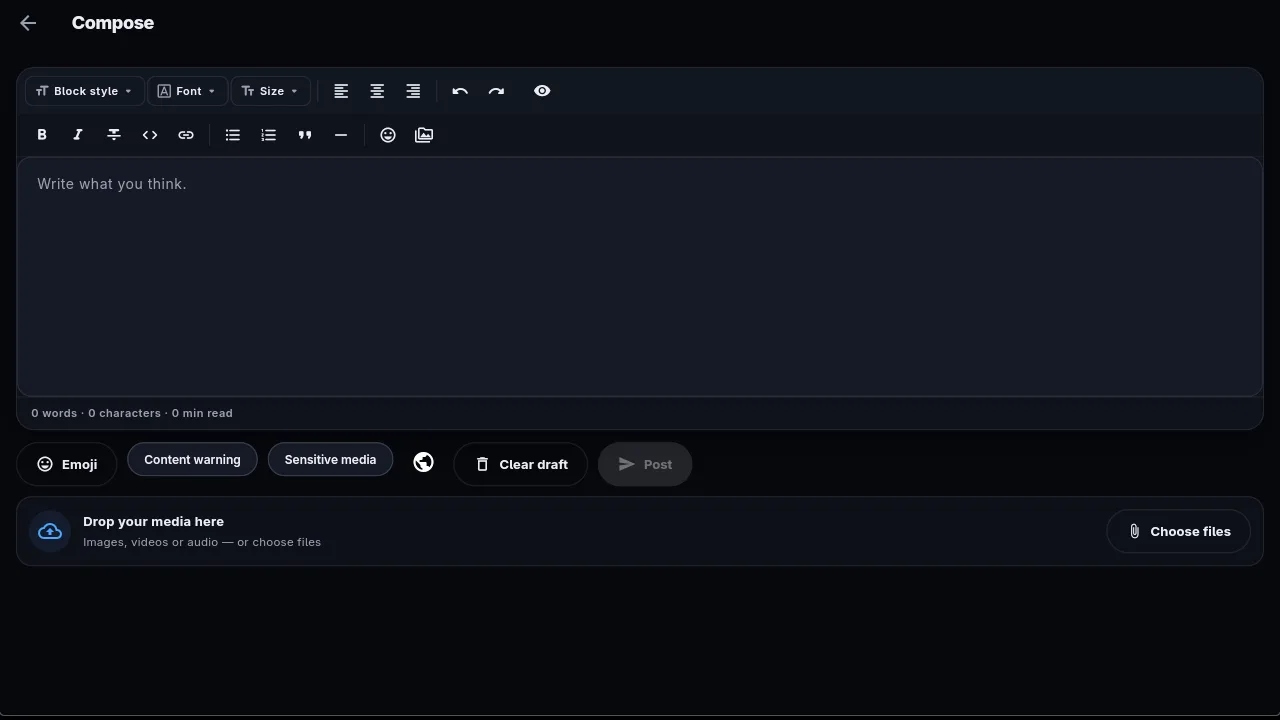 Compose
Block style Font Size
B I
Write what you think.
0 words · 0 characters · 0 min read
Emoji Content warning Sensitive media Clear draft Post
Drop your media here
Images, videos or audio — or choose files
Choose files